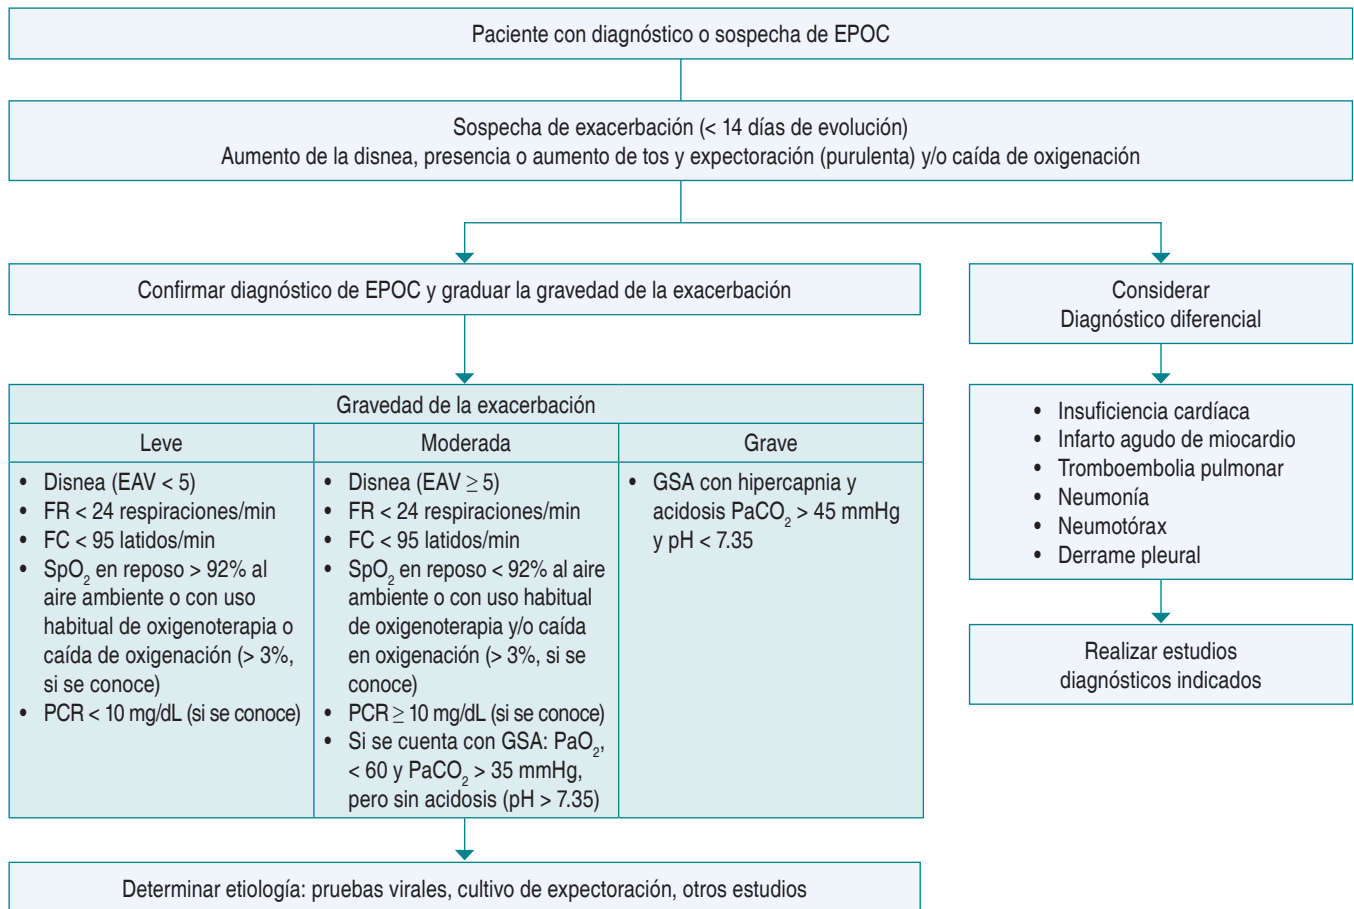 Paciente con diagnóstico o sospecha de EPOC
Sospecha de exacerbación (< 14 días de evolución)
Aumento de la disnea, presencia o aumento de tos y expectoración (purulenta) y/o caída de oxigenación
Confirmar diagnóstico de EPOC y graduar la gravedad de la exacerbación
Considerar
Diagnóstico diferencial
Gravedad de la exacerbación
Leve
• Disnea (EAV < 5)
• FR < 24 respiraciones/min
• FC < 95 latidos/min
• SpO₂ en reposo > 92% al
aire ambiente o con uso
habitual de oxigenoterapia o
caída de oxigenación (> 3%,
si se conoce)
• PCR < 10 mg/dL (si se conoce)
Moderada
• Disnea (EAV ≥ 5)
• FR < 24 respiraciones/min
• FC < 95 latidos/min
• SpO₂ en reposo < 92% al aire
ambiente o con uso habitual
de oxigenoterapia y/o caída
en oxigenación (> 3%, si se
conoce)
• PCR ≥ 10 mg/dL (si se conoce)
• Si se cuenta con GSA: PaO₂,
< 60 y PaCO₂ > 35 mmHg,
pero sin acidosis (pH > 7.35)
Grave
• GSA con hipercapnia y
acidosis PaCO₂ > 45 mmHg
y pH < 7.35
• Insuficiencia cardíaca
• Infarto agudo de miocardio
• Tromboembolia pulmonar
• Neumonía
• Neumotórax
• Derrame pleural
Realizar estudios
diagnósticos indicados
Determinar etiología: pruebas virales, cultivo de expectoración, otros estudios